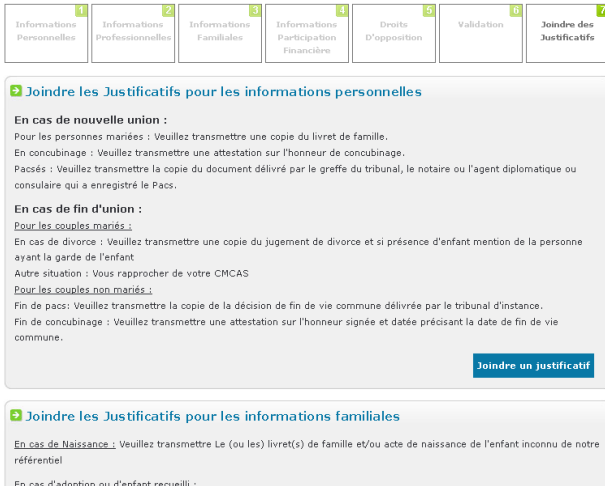 1 Informations Personnelles
2 Informations Professionnelles
3 Informations Familiales
4 Informations Participation Financière
5 Droits D'opposition
6 Validation
7 Joindre des Justificatifs
Joindre les Justificatifs pour les informations personnelles
En cas de nouvelle union :
Pour les personnes mariées : Veuillez transmettre une copie du livret de famille.
En concubinage : Veuillez transmettre une attestation sur l'honneur de concubinage.
Pacsés : Veuillez transmettre la copie du document délivré par le greffe du tribunal, le notaire ou l'agent diplomatique ou
consulaire qui a enregistré le Pacs.
En cas de fin d'union :
Pour les couples mariés :
En cas de divorce : Veuillez transmettre une copie du jugement de divorce et si présence d'enfant mention de la personne
ayant la garde de l'enfant
Autre situation : Vous rapprocher de votre CMCAS
Pour les couples non mariés :
Fin de pacs: Veuillez transmettre la copie de la décision de fin de vie commune délivrée par le tribunal d'instance.
Fin de concubinage : Veuillez transmettre une attestation sur l'honneur signée et datée précisant la date de fin de vie
commune.
Joindre un justificatif
Joindre les Justificatifs pour les informations familiales
En cas de Naissance : Veuillez transmettre Le (ou les) livret(s) de famille et/ou acte de naissance de l'enfant inconnu de notre
référentiel
En cas d'adoption ou d'enfant recueilli :